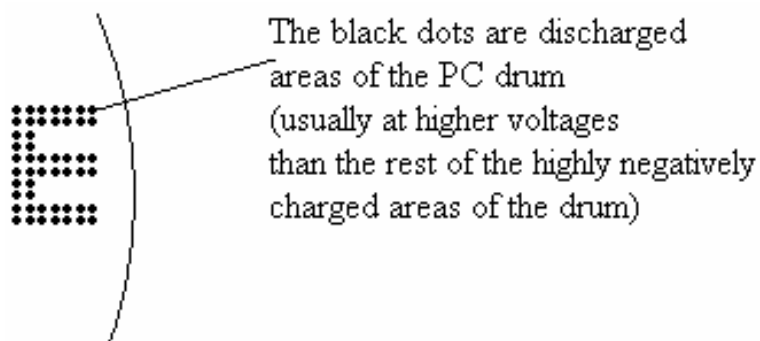 The black dots are discharged
areas of the PC drum
(usually at higher voltages
than the rest of the highly negatively
charged areas of the drum)
E